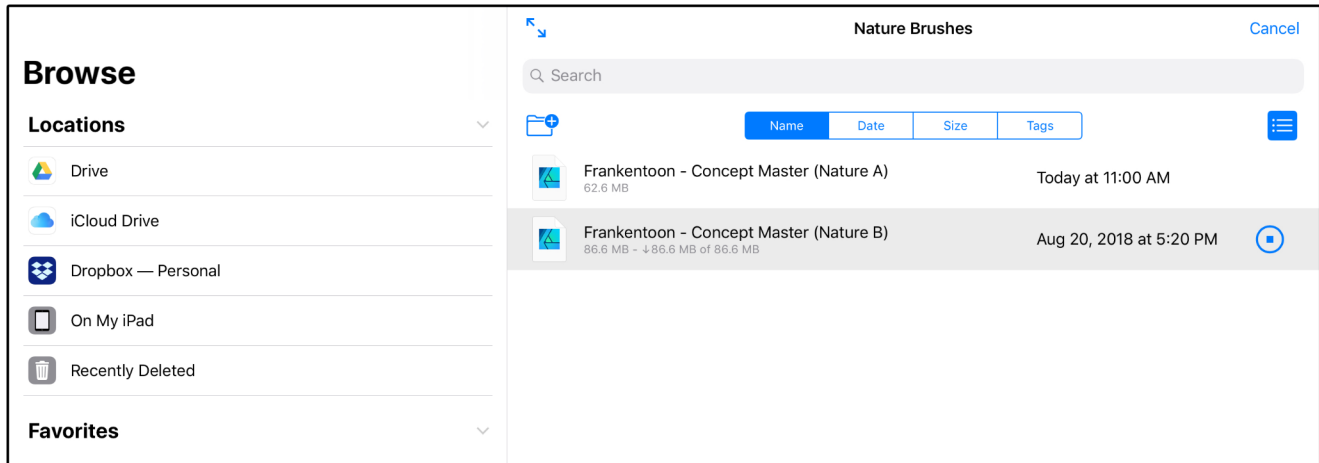 Browse
Locations
Drive
iCloud Drive
Dropbox — Personal
On My iPad
Recently Deleted
Favorites
Nature Brushes
Cancel
Search
Name Date Size Tags
Frankentoon - Concept Master (Nature A) Today at 11:00 AM
62.6 MB
Frankentoon - Concept Master (Nature B) Aug 20, 2018 at 5:20 PM
86.6 MB - ↓86.6 MB of 86.6 MB